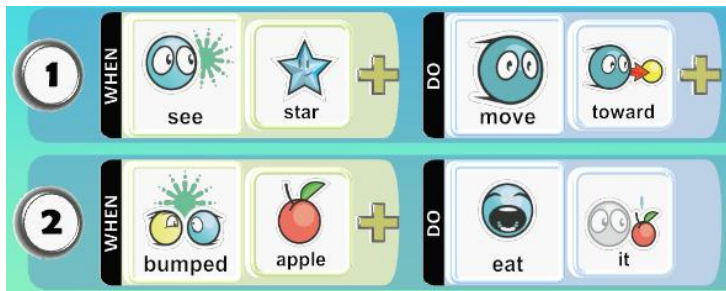 1 WHEN see star DO move toward
2 WHEN bumped apple DO eat it